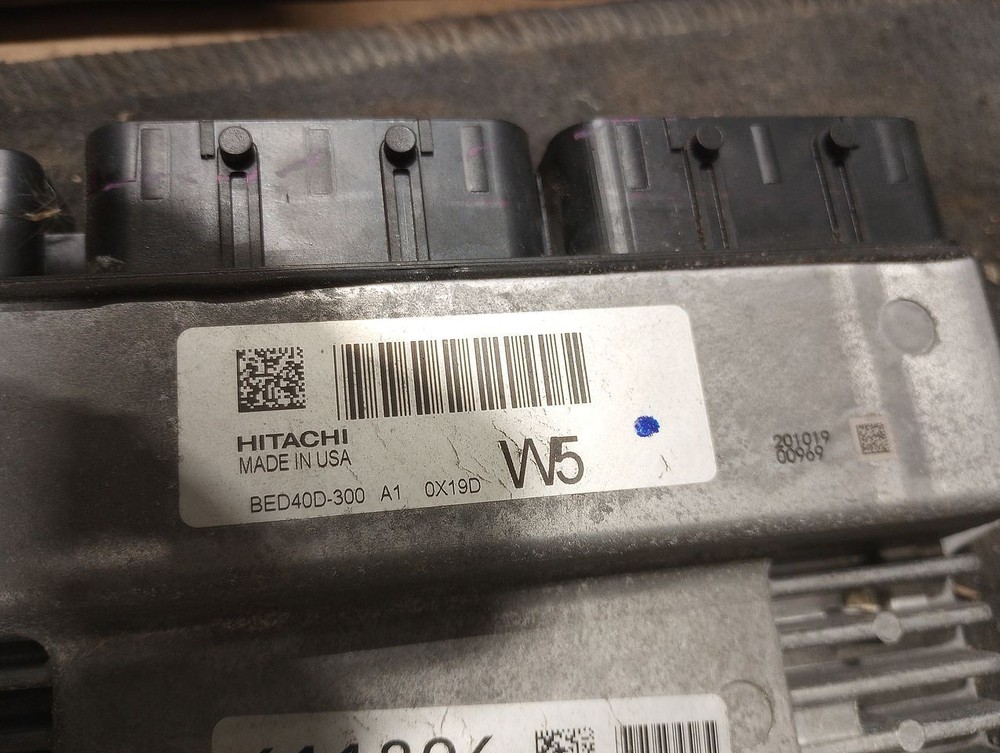 HITACHI
MADE IN USA
W5
BED40D-300 A1 0X19D
201019
00969